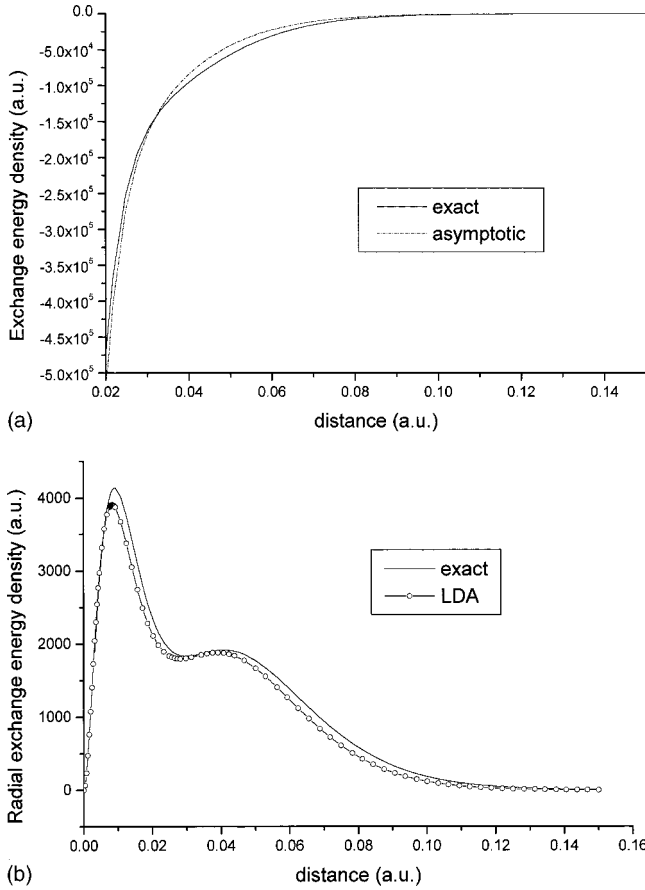 0.0
-5.0x10⁴
-1.0x10⁵
-1.5x10⁵
-2.0x10⁵
-2.5x10⁵
-3.0x10⁵
-3.5x10⁵
-4.0x10⁵
-4.5x10⁵
-5.0x10⁵
Exchange energy density (a.u.)
exact
asymptotic
0.02 0.04 0.06 0.08 0.10 0.12 0.14
distance (a.u.)
(a)
4000
3000
2000
1000
0
Radial exchange energy density (a.u.)
exact
LDA
0.00 0.02 0.04 0.06 0.08 0.10 0.12 0.14 0.16
distance (a.u.)
(b)